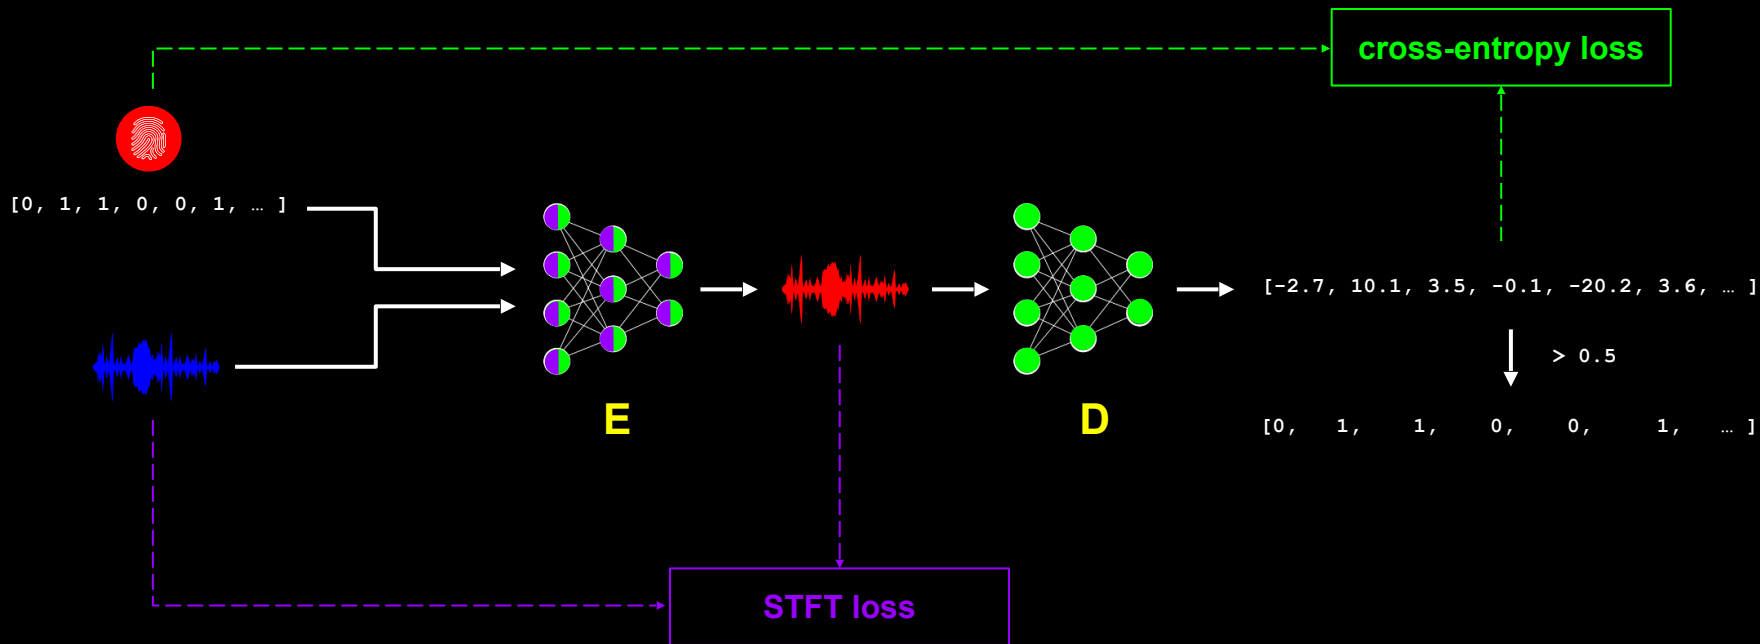 cross-entropy loss
[0, 1, 1, 0, 0, 1, … ]
[-2.7, 10.1, 3.5, -0.1, -20.2, 3.6, … ]
> 0.5
E
D
[0, 1, 1, 0, 0, 1, … ]
STFT loss